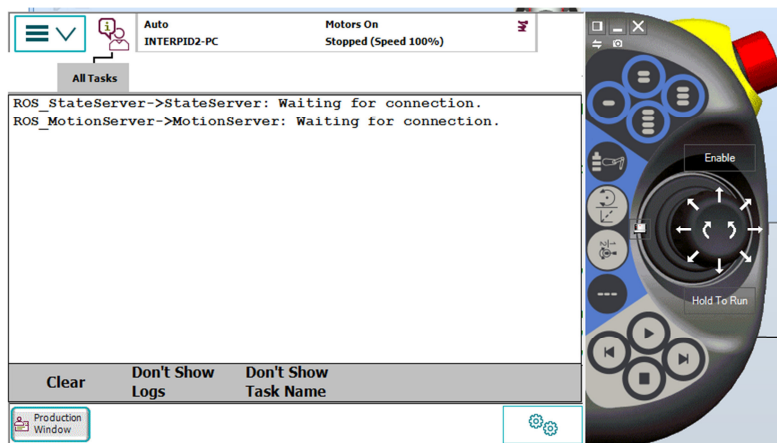 Auto
INTERPID2-PC
Motors On
Stopped (Speed 100%)
All Tasks
ROS_StateServer->StateServer: Waiting for connection.
ROS_MotionServer->MotionServer: Waiting for connection.
Clear
Don't Show
Logs
Don't Show
Task Name
Production
Window
Enable
Hold To Run